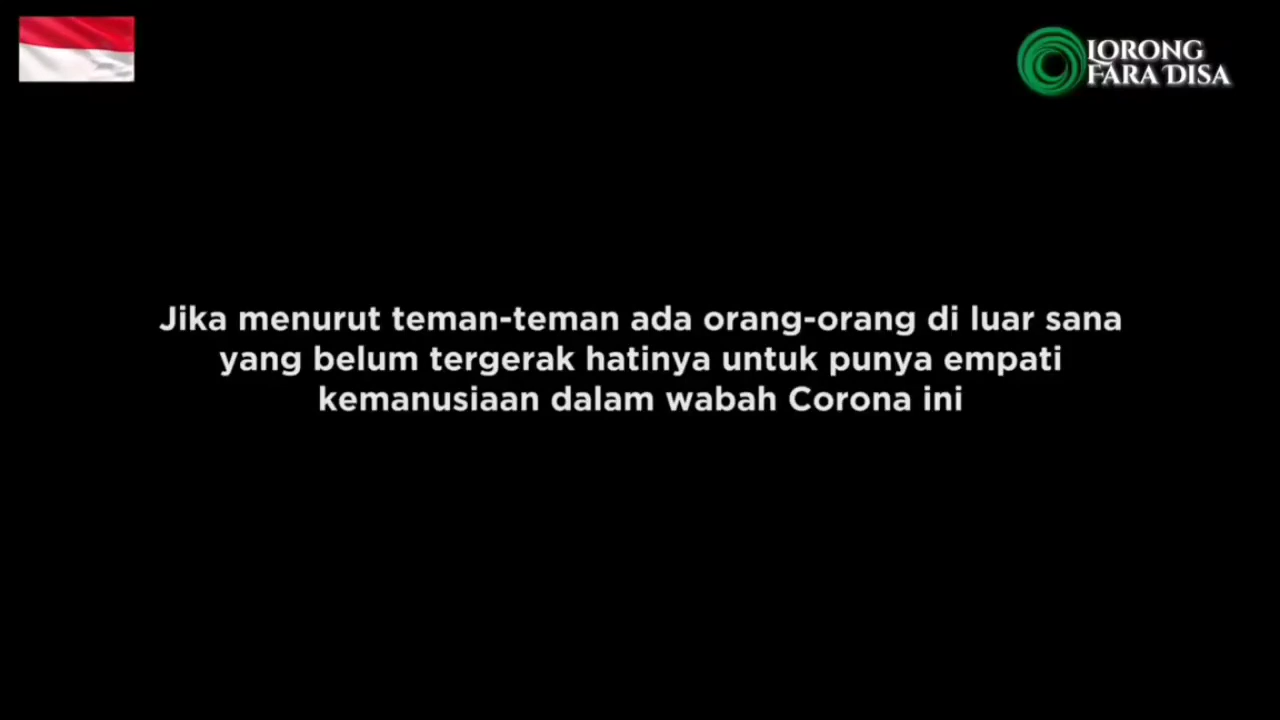 LORONG
FARA DISA
Jika menurut teman-teman ada orang-orang di luar sana
yang belum tergerak hatinya untuk punya empati
kemanusiaan dalam wabah Corona ini